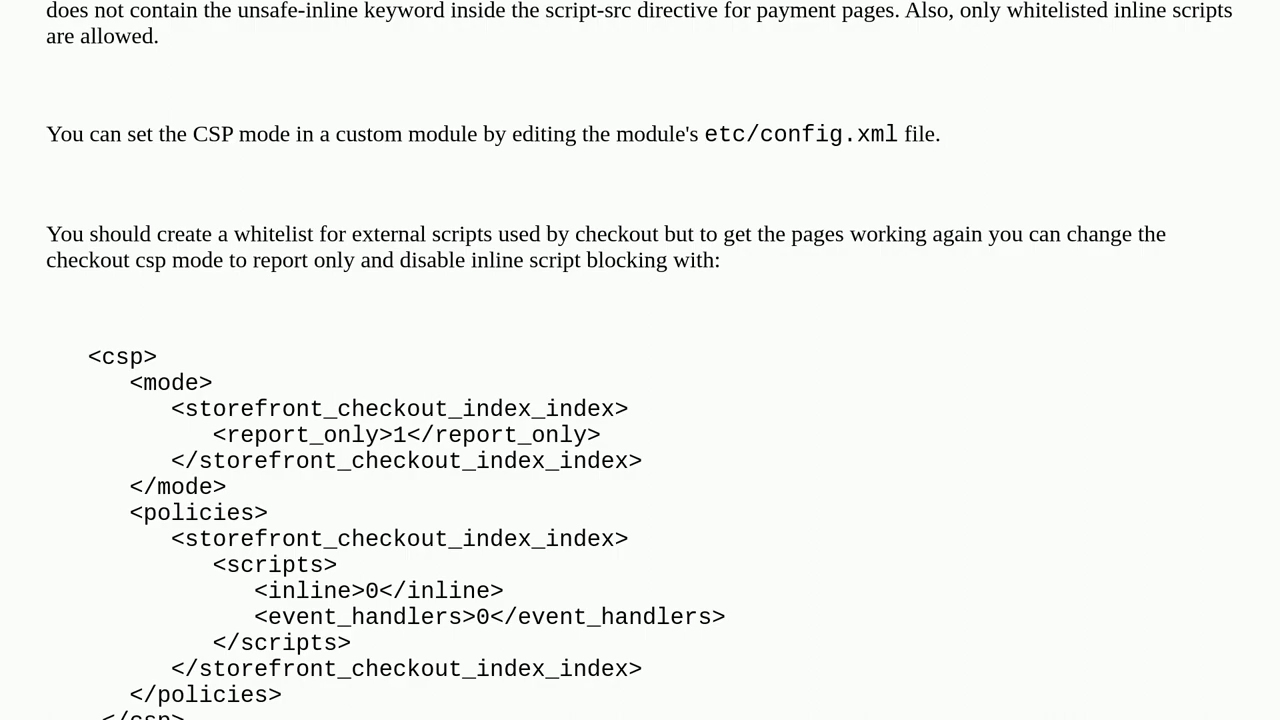 does not contain the unsafe-inline keyword inside the script-src directive for payment pages. Also, only whitelisted inline scripts
are allowed.
You can set the CSP mode in a custom module by editing the module's etc/config.xml file.
You should create a whitelist for external scripts used by checkout but to get the pages working again you can change the
checkout csp mode to report only and disable inline script blocking with:
<csp>
<mode>
<storefront_checkout_index_index>
<report_only>1</report_only>
</storefront_checkout_index_index>
</mode>
<policies>
<storefront_checkout_index_index>
<scripts>
<inline>0</inline>
<event_handlers>0</event_handlers>
</scripts>
</storefront_checkout_index_index>
</policies>
</csp>